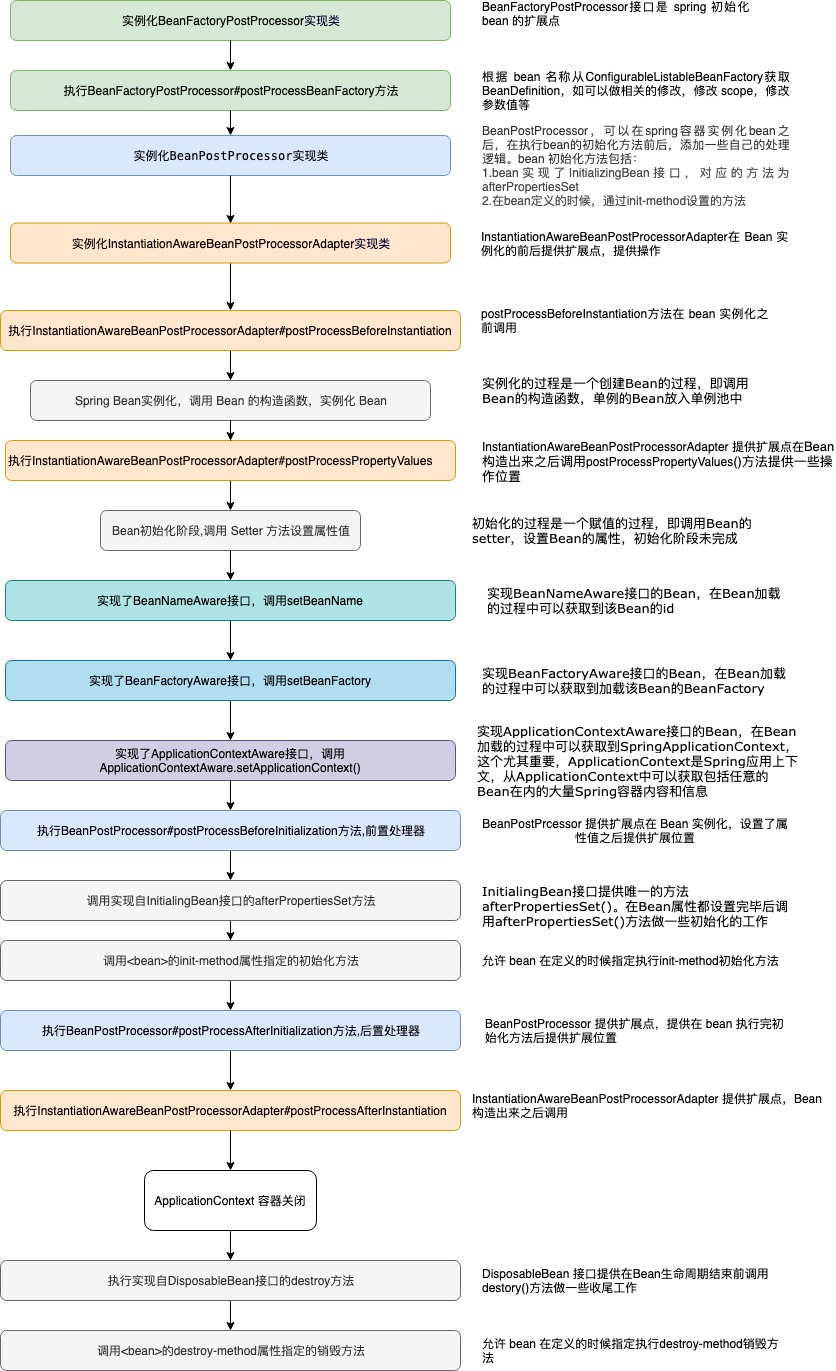 实例化BeanFactoryPostProcessor实现类
BeanFactoryPostProcessor接口是 spring 初始化
bean 的扩展点
执行BeanFactoryPostProcessor#postProcessBeanFactory方法
根据 bean 名称从ConfigurableListableBeanFactory获取
BeanDefinition，如可以做相关的修改，修改 scope，修改
参数值等
实例化BeanPostProcessor实现类
BeanPostProcessor，可以在spring容器实例化bean之
后，在执行bean的初始化方法前后，添加一些自己的处理
逻辑。bean 初始化方法包括：
1.bean 实现了InitializingBean接口，对应的方法为
afterPropertiesSet
2.在bean定义的时候，通过init-method设置的方法
实例化InstantiationAwareBeanPostProcessorAdapter实现类
InstantiationAwareBeanPostProcessorAdapter在 Bean 实
例化的前后提供扩展点，提供操作
执行InstantiationAwareBeanPostProcessorAdapter#postProcessBeforeInstantiation
postProcessBeforeInstantiation方法在 bean 实例化之
前调用
Spring Bean实例化，调用 Bean 的构造函数，实例化 Bean
实例化的过程是一个创建Bean的过程，即调用
Bean的构造函数，单例的Bean放入单例池中
执行InstantiationAwareBeanPostProcessorAdapter#postProcessPropertyValues
InstantiationAwareBeanPostProcessorAdapter 提供扩展点在Bean
构造出来之后调用postProcessPropertyValues()方法提供一些操
作位置
Bean初始化阶段,调用 Setter 方法设置属性值
初始化的过程是一个赋值的过程，即调用Bean的
setter，设置Bean的属性，初始化阶段未完成
实现了BeanNameAware接口，调用setBeanName
实现BeanNameAware接口的Bean，在Bean加载
的过程中可以获取到该Bean的id
实现了BeanFactoryAware接口，调用setBeanFactory
实现BeanFactoryAware接口的Bean，在Bean加载
的过程中可以获取到加载该Bean的BeanFactory
实现了ApplicationContextAware接口，调用
ApplicationContextAware.setApplicationContext()
实现ApplicationContextAware接口的Bean，在Bean
加载的过程中可以获取到SpringApplicationContext，
这个尤其重要，ApplicationContext是Spring应用上下
文，从ApplicationContext中可以获取包括任意的
Bean在内的大量Spring容器内容和信息
执行BeanPostProcessor#postProcessBeforeInitialization方法,前置处理器
BeanPostPrcessor 提供扩展点在 Bean 实例化，设置了属
性值之后提供扩展位置
调用实现自InitialingBean接口的afterPropertiesSet方法
InitialingBean接口提供唯一的方法
afterPropertiesSet()。在Bean属性都设置完毕后调
用afterPropertiesSet()方法做一些初始化的工作
调用<bean>的init-method属性指定的初始化方法
允许 bean 在定义的时候指定执行init-method初始化方法
执行BeanPostProcessor#postProcessAfterInitialization方法,后置处理器
BeanPostProcessor 提供扩展点，提供在 bean 执行完初
始化方法后提供扩展位置
执行InstantiationAwareBeanPostProcessorAdapter#postProcessAfterInstantiation
InstantiationAwareBeanPostProcessorAdapter 提供扩展点，Bean
构造出来之后调用
ApplicationContext 容器关闭
执行实现自DisposableBean接口的destroy方法
DisposableBean 接口提供在Bean生命周期结束前调用
destory()方法做一些收尾工作
调用<bean>的destroy-method属性指定的销毁方法
允许 bean 在定义的时候指定执行destroy-method销毁方
法